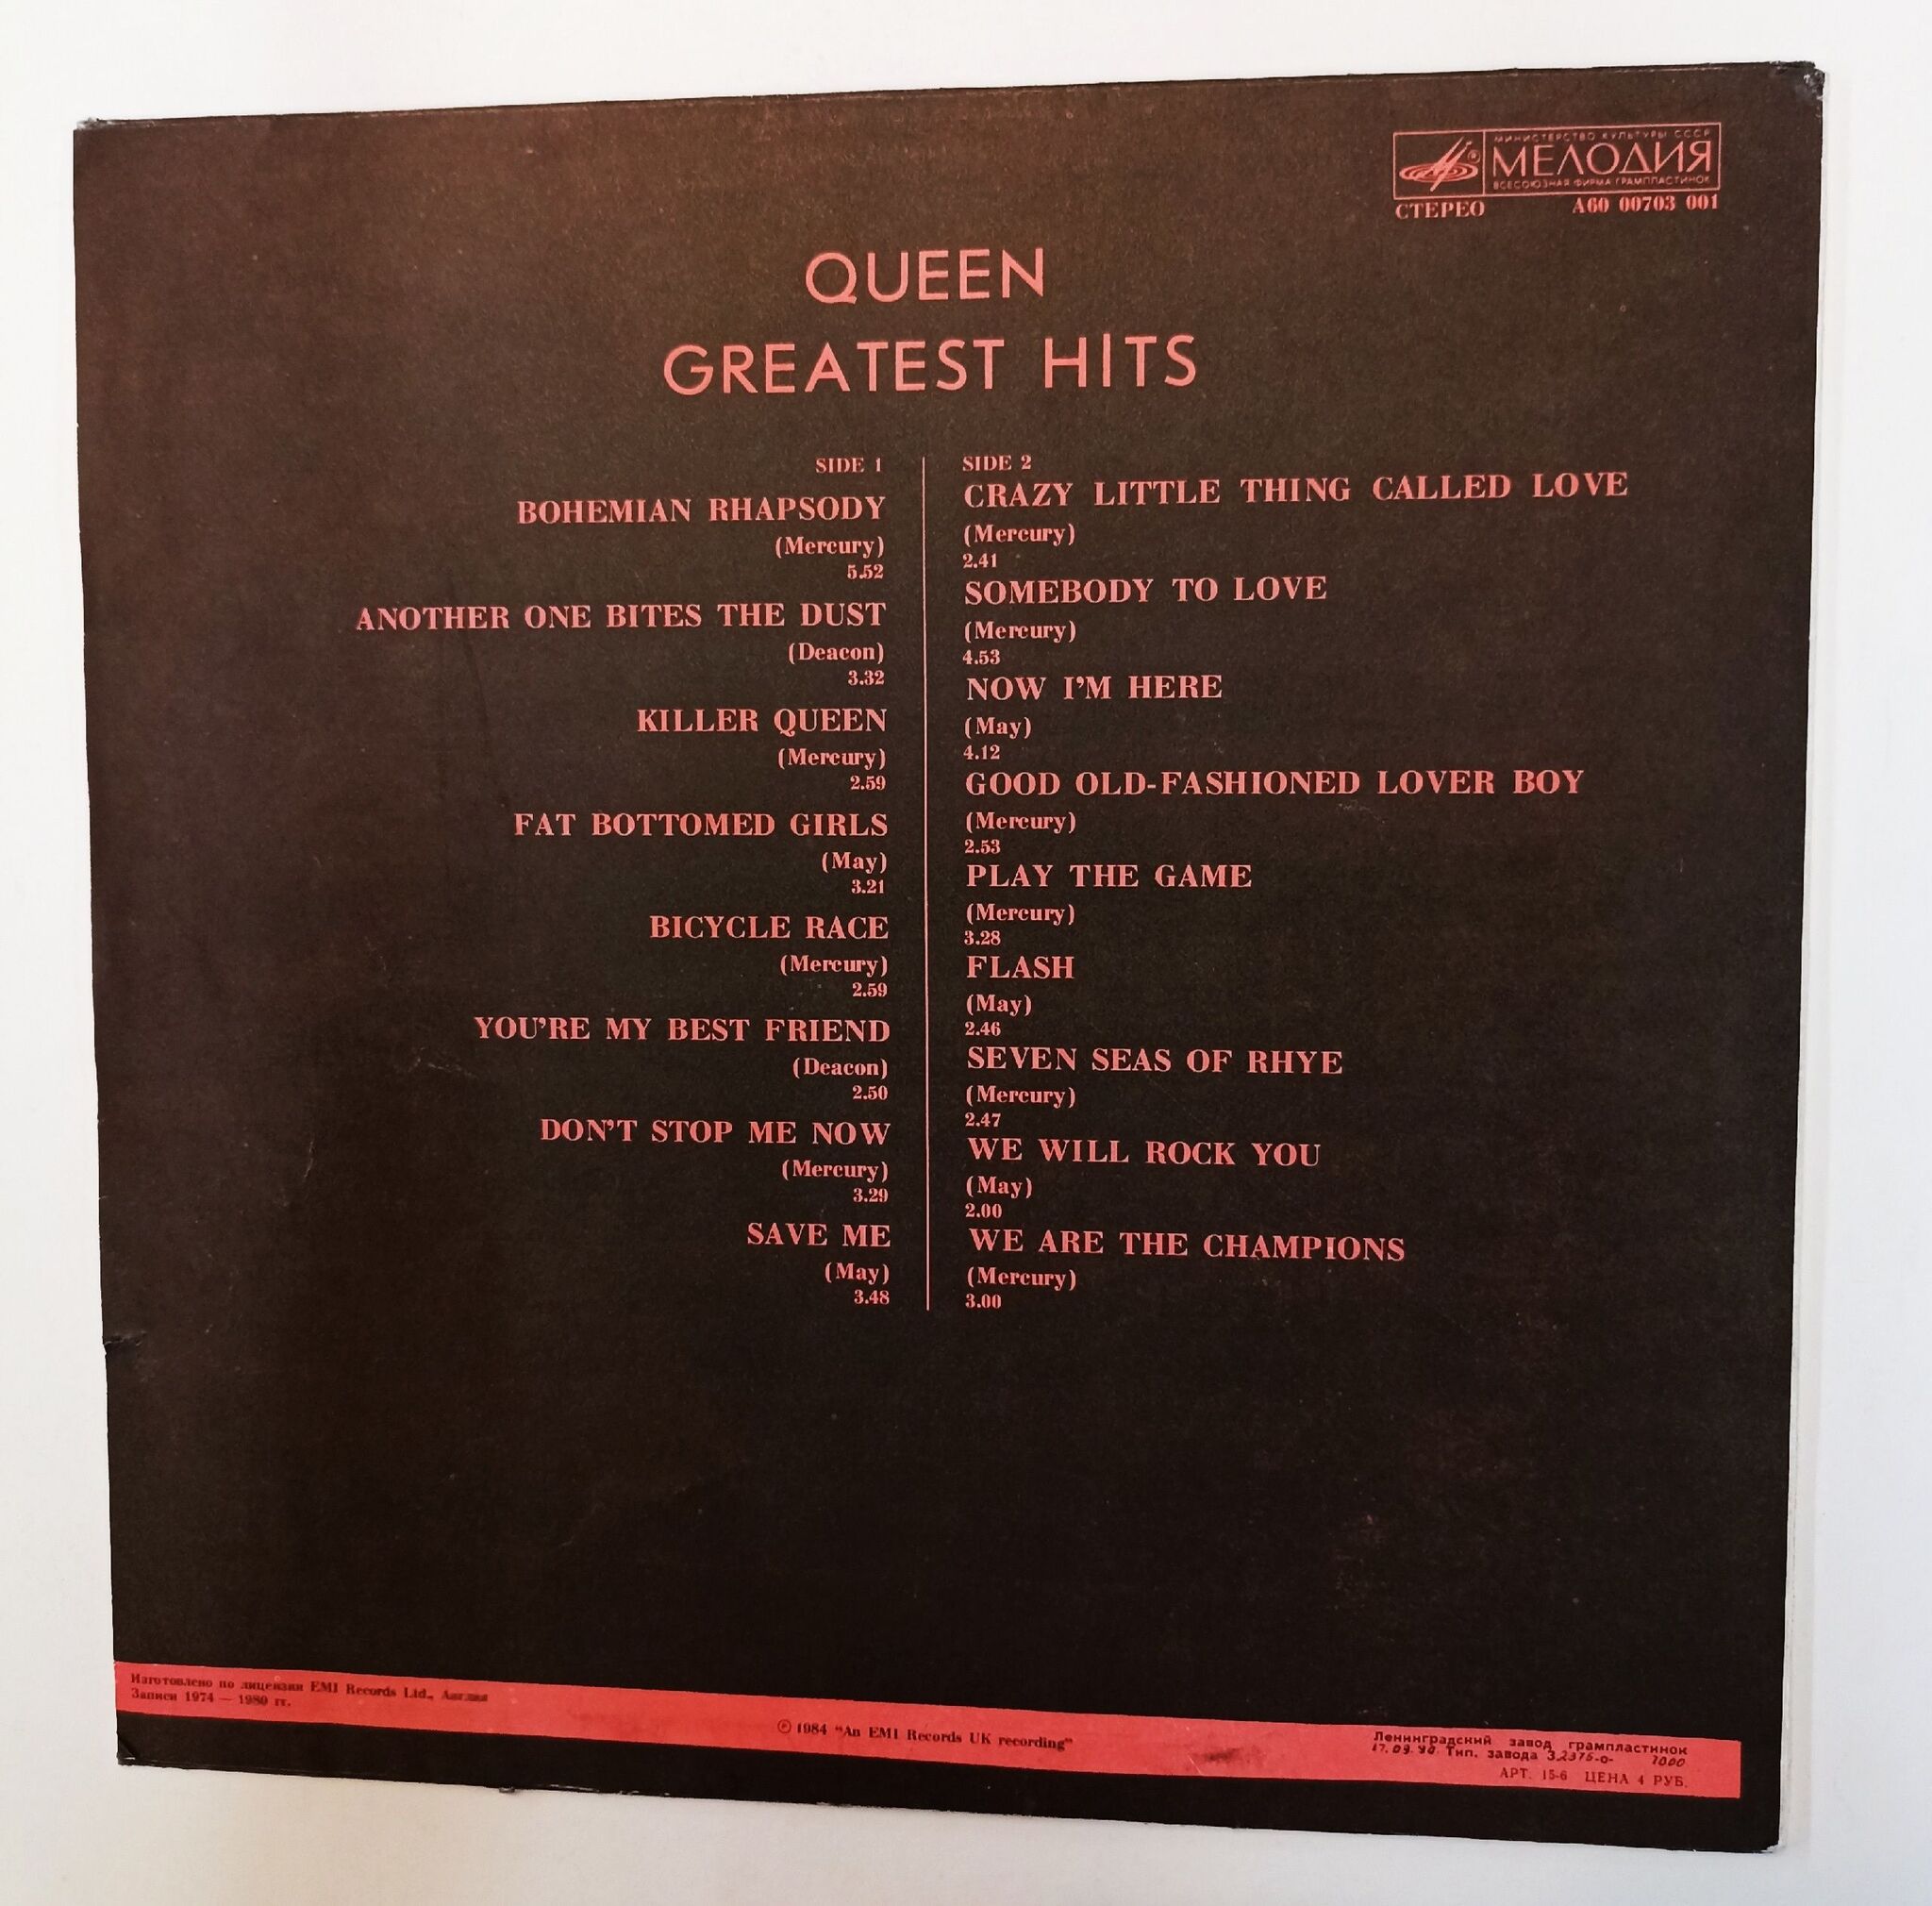 МИНИСТЕРСТВО КУЛЬТУРЫ СССР
МЕЛОДИЯ
ВСЕСОЮЗНАЯ ФИРМА ГРАМПЛАСТИНОК
СТЕРЕО А60 00703 001
QUEEN
GREATEST HITS
SIDE 1
BOHEMIAN RHAPSODY
(Mercury)
5.52
ANOTHER ONE BITES THE DUST
(Deacon)
3.32
KILLER QUEEN
(Mercury)
2.59
FAT BOTTOMED GIRLS
(May)
3.21
BICYCLE RACE
(Mercury)
2.59
YOU'RE MY BEST FRIEND
(Deacon)
2.50
DON'T STOP ME NOW
(Mercury)
3.29
SAVE ME
(May)
3.48
SIDE 2
CRAZY LITTLE THING CALLED LOVE
(Mercury)
2.41
SOMEBODY TO LOVE
(Mercury)
4.53
NOW I'M HERE
(May)
4.12
GOOD OLD-FASHIONED LOVER BOY
(Mercury)
2.53
PLAY THE GAME
(Mercury)
3.28
FLASH
(May)
2.46
SEVEN SEAS OF RHYE
(Mercury)
2.47
WE WILL ROCK YOU
(May)
2.00
WE ARE THE CHAMPIONS
(Mercury)
3.00
Изготовлено по лицензии EMI Records Ltd., Англия
Записи 1974 — 1980 гг.
Ⓟ 1984 "An EMI Records UK recording"
Ленинградский завод грампластинок
Тип. завода З.2375-о- 7000
АРТ. 15-6 ЦЕНА 4 РУБ.